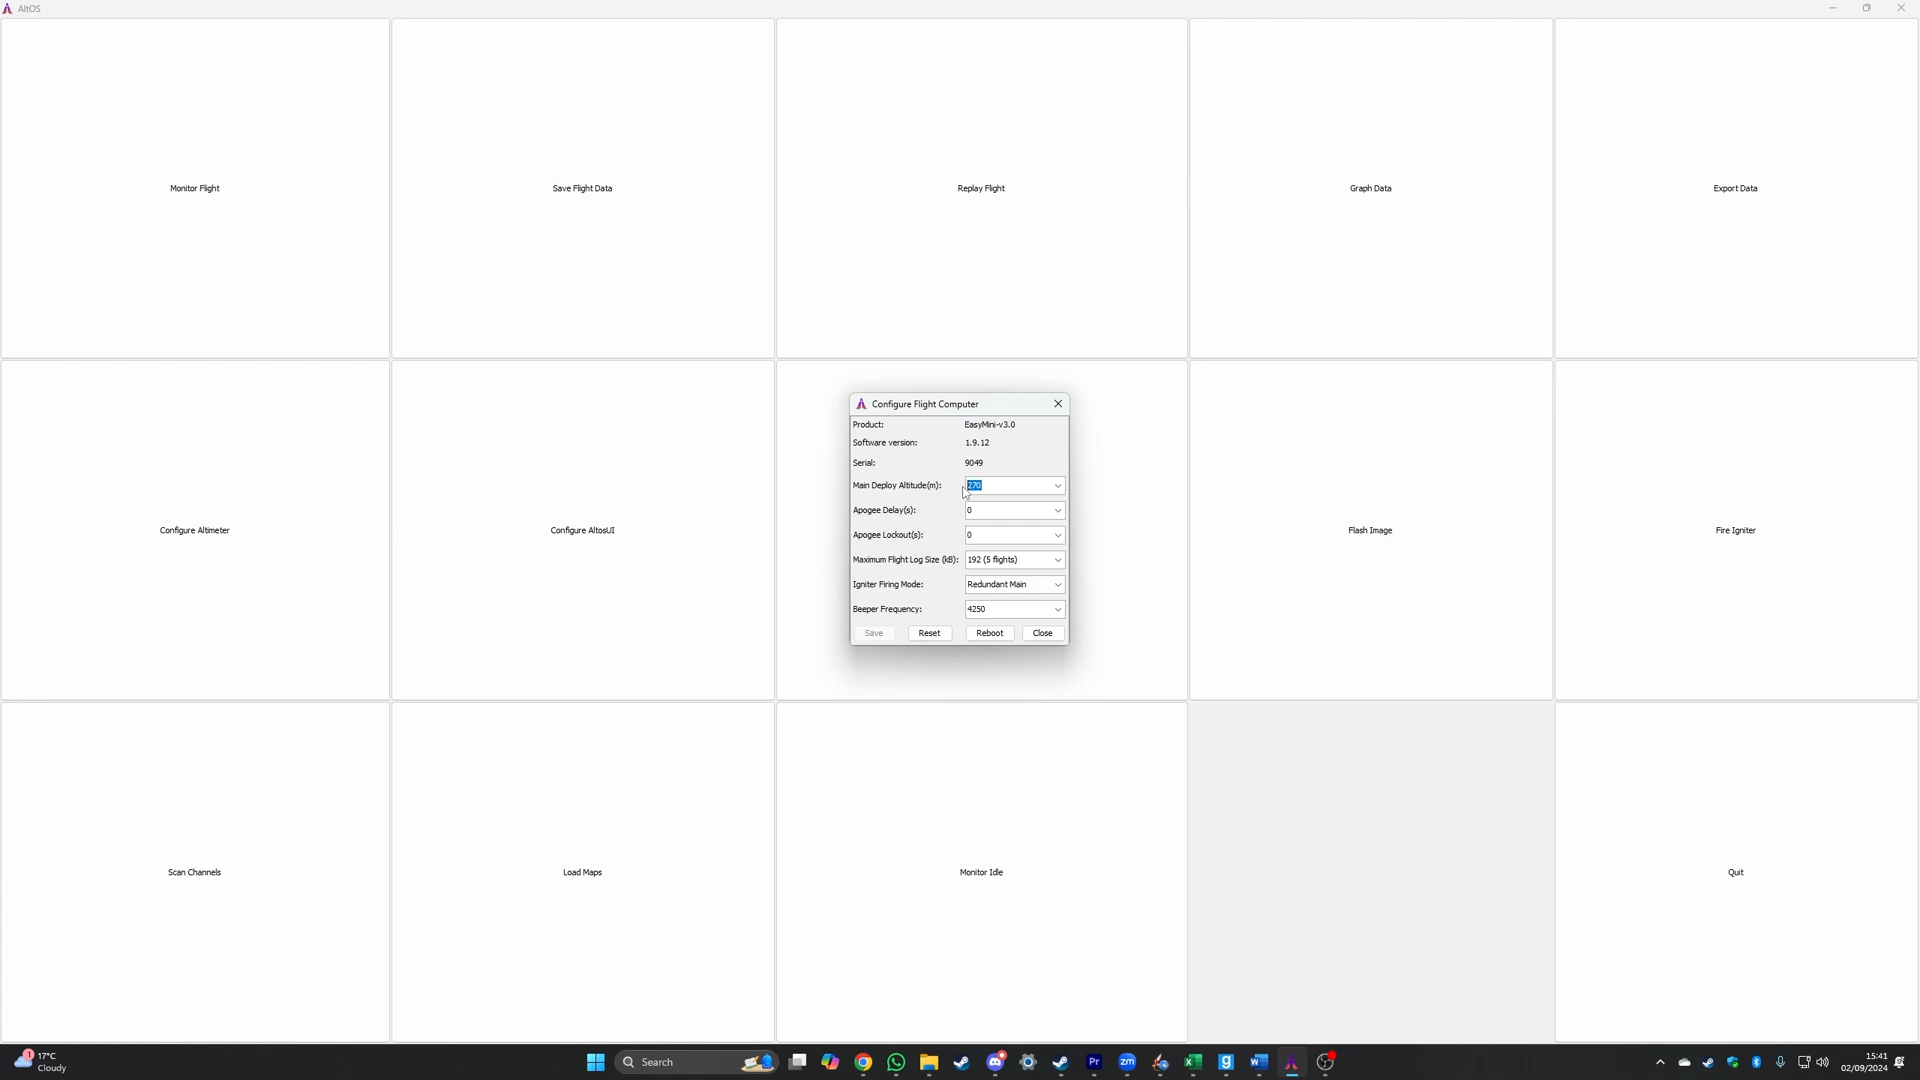 AltOS
Monitor Flight
Save Flight Data
Replay Flight
Graph Data
Export Data
Configure Altimeter
Configure AltosUI
Flash Image
Fire Igniter
Configure Flight Computer
Product: EasyMini-v3.0
Software version: 1.9.12
Serial: 9049
Main Deploy Altitude(m): 270
Apogee Delay(s): 0
Apogee Lockout(s): 0
Maximum Flight Log Size (kB): 192 (5 flights)
Igniter Firing Mode: Redundant Main
Beeper Frequency: 4250
Save Reset Reboot Close
Scan Channels
Load Maps
Monitor Idle
Quit
1
17°C
Cloudy
Search
Pr
zm
15:41
02/09/2024